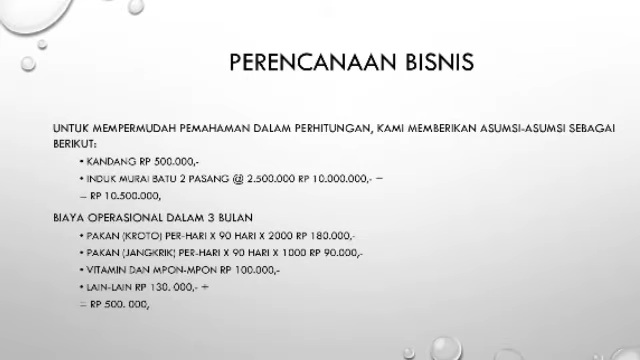 PERENCANAAN BISNIS
UNTUK MEMPERMUDAH PEMAHAMAN DALAM PERHITUNGAN, KAMI MEMBERIKAN ASUMSI-ASUMSI SEBAGAI
BERIKUT:
• KANDANG RP 500.000,-
• INDUK MURAI BATU 2 PASANG @ 2.500.000 RP 10.000.000,- +
= RP 10.500.000,
BIAYA OPERASIONAL DALAM 3 BULAN
• PAKAN (KROTO) PER-HARI X 90 HARI X 2000 RP 180.000,-
• PAKAN (JANGKRIK) PER-HARI X 90 HARI X 1000 RP 90.000,-
• VITAMIN DAN MPON-MPON RP 100.000,-
• LAIN-LAIN RP 130. 000,- +
= RP 500. 000,